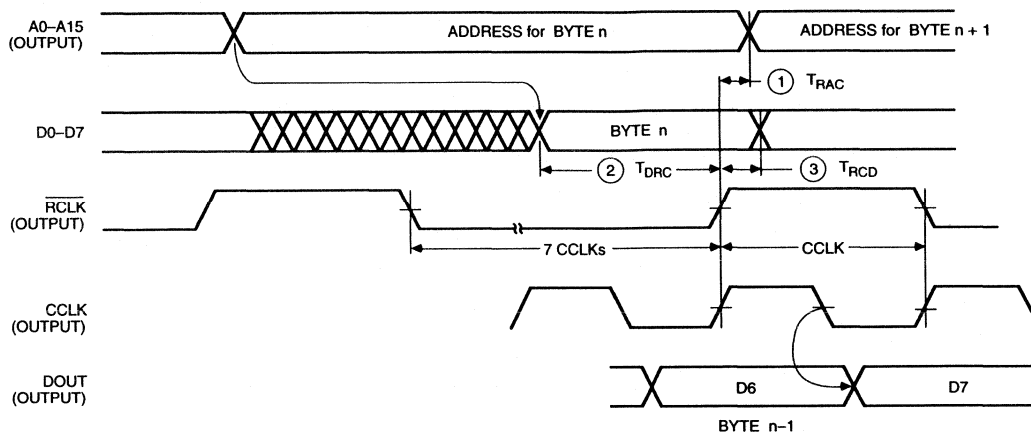 A0–A15
(OUTPUT)
ADDRESS for BYTE n
ADDRESS for BYTE n + 1
1 TRAC
D0–D7
BYTE n
2 TDRC
3 TRCD
RCLK
(OUTPUT)
7 CCLKs
CCLK
CCLK
(OUTPUT)
DOUT
(OUTPUT)
D6
D7
BYTE n–1